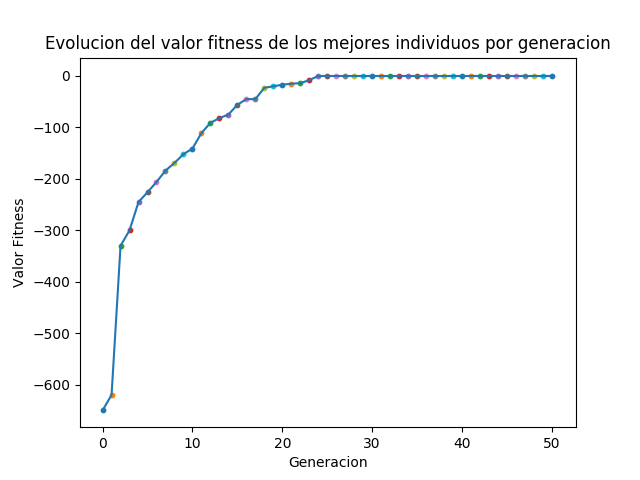 Evolucion del valor fitness de los mejores individuos por generacion
Valor Fitness
0
−100
−200
−300
−400
−500
−600
0 10 20 30 40 50
Generacion